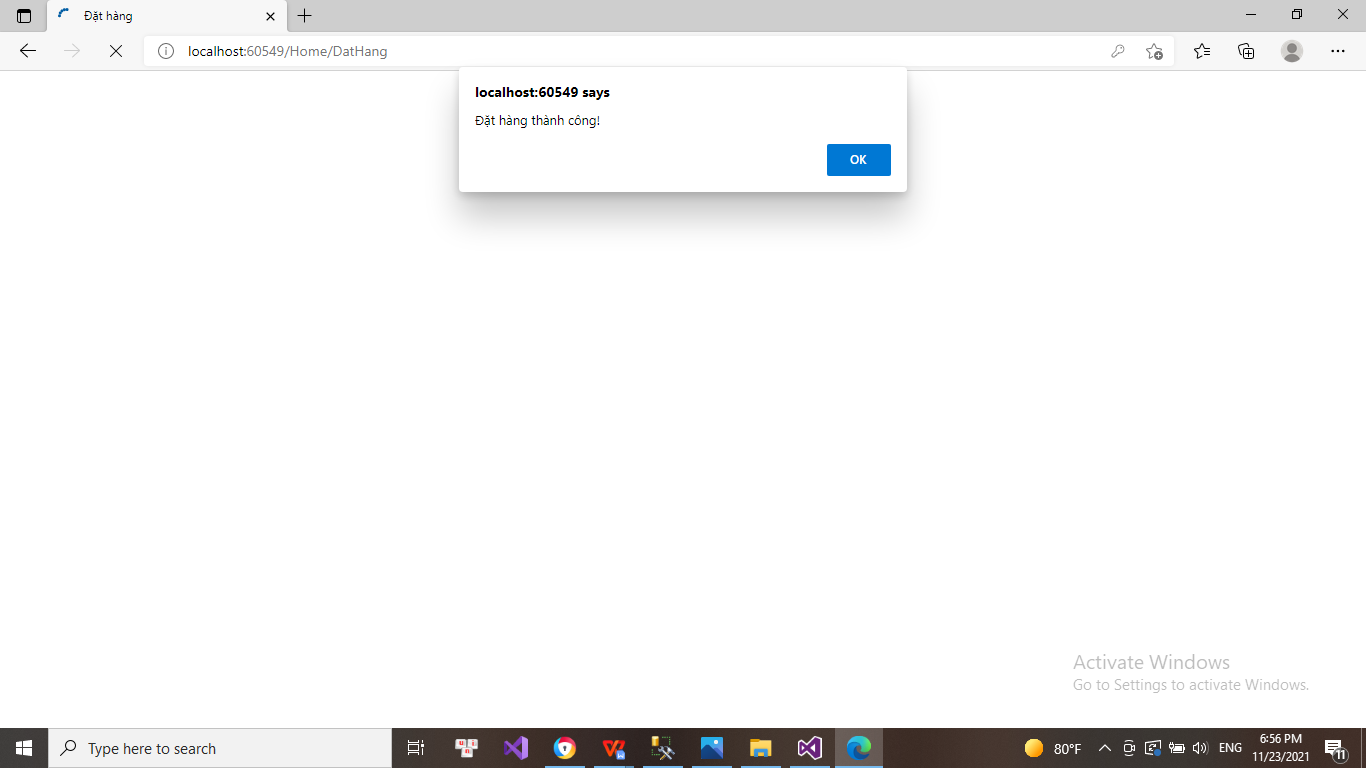 Đặt hàng
localhost:60549/Home/DatHang
localhost:60549 says
Đặt hàng thành công!
OK
Activate Windows
Go to Settings to activate Windows.
Type here to search
80°F
ENG
6:56 PM
11/23/2021
11